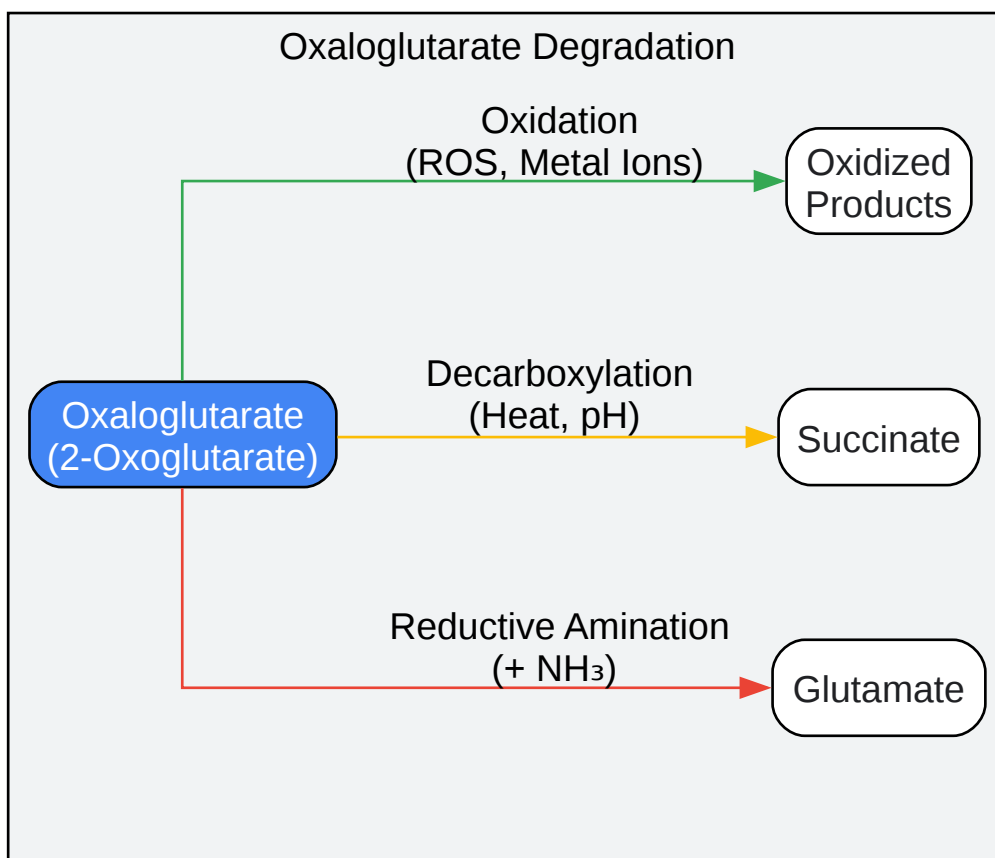 Oxaloglutarate Degradation
Oxidation
(ROS, Metal Ions)
Oxidized
Products
Decarboxylation
(Heat, pH)
Oxaloglutarate
(2-Oxoglutarate)
Succinate
Reductive Amination
(+ NH₃)
Glutamate